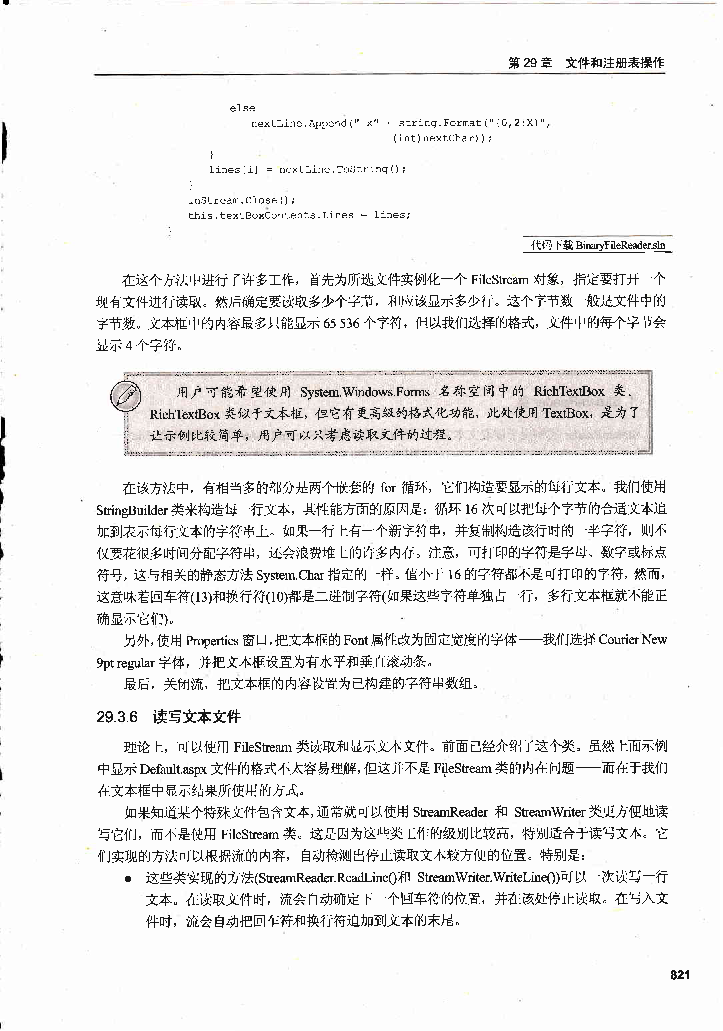 第 29 章　文件和注册表操作
else
nextLine.Append(" x" + string.Format("{0,2:X}",
(int)nextChar));
}
lines[i] = nextLine.ToString();
}
inStream.Close();
this.textBoxContents.Lines = lines;
}
代码下载 BinaryFileReader.sln
在这个方法中进行了许多工作，首先为所选文件实例化一个 FileStream 对象，指定要打开一个
现有文件进行读取。然后确定要读取多少个字节，和应该显示多少行。这个字节数一般是文件中的
字节数。文本框中的内容最多只能显示 65 536 个字符，但以我们选择的格式，文件中的每个字节会
显示 4 个字符。
用户可能希望使用 System.Windows.Forms 名称空间中的 RichTextBox 类。
RichTextBox 类似于文本框，但它有更高级的格式化功能，此处使用 TextBox，是为了
让示例比较简单，用户可以只考虑读取文件的过程。
在该方法中，有相当多的部分是两个嵌套的 for 循环，它们构造要显示的每行文本。我们使用
StringBuilder 类来构造每一行文本，其性能方面的原因是：循环 16 次可以把每个字节的合适文本追
加到表示每行文本的字符串上。如果一行上有一个新字符串，并复制构造该行时的一半字符，则不
仅要花很多时间分配字符串，还会浪费堆上的许多内存。注意，可打印的字符是字母、数字或标点
符号，这与相关的静态方法 System.Char 指定的一样。值小于 16 的字符都不是可打印的字符，然而，
这意味着回车符(13)和换行符(10)都是二进制字符(如果这些字符单独占一行，多行文本框就不能正
确显示它们)。
另外，使用 Properties 窗口，把文本框的 Font 属性改为固定宽度的字体——我们选择 Courier New
9pt regular 字体，并把文本框设置为有水平和垂直滚动条。
最后，关闭流，把文本框的内容设置为已构建的字符串数组。
29.3.6　读写文本文件
理论上，可以使用 FileStream 类读取和显示文本文件。前面已经介绍了这个类。虽然上面示例
中显示 Default.aspx 文件的格式不太容易理解，但这并不是 FileStream 类的内在问题——而在于我们
在文本框中显示结果所使用的方式。
如果知道某个特殊文件包含文本，通常就可以使用 StreamReader 和 StreamWriter 类更方便地读
写它们，而不是使用 FileStream 类。这是因为这些类工作的级别比较高，特别适合于读写文本。它
们实现的方法可以根据流的内容，自动检测出停止读取文本较方便的位置。特别是：
● 这些类实现的方法(StreamReader.ReadLine()和 StreamWriter.WriteLine())可以一次读写一行
文本。在读取文件时，流会自动确定下一个回车符的位置，并在该处停止读取。在写入文
件时，流会自动把回车符和换行符追加到文本的末尾。
821